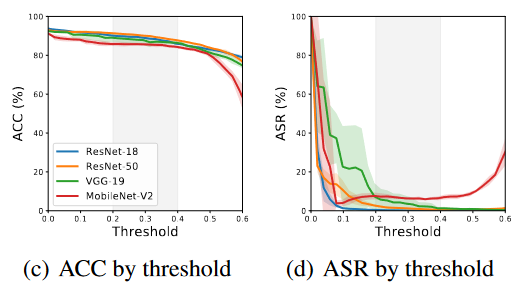 100
80
60
40
20
0
ACC (%)
ResNet-18
ResNet-50
VGG-19
MobileNet-V2
0.0 0.1 0.2 0.3 0.4 0.5 0.6
Threshold
(c) ACC by threshold
100
80
60
40
20
0
ASR (%)
0.0 0.1 0.2 0.3 0.4 0.5 0.6
Threshold
(d) ASR by threshold